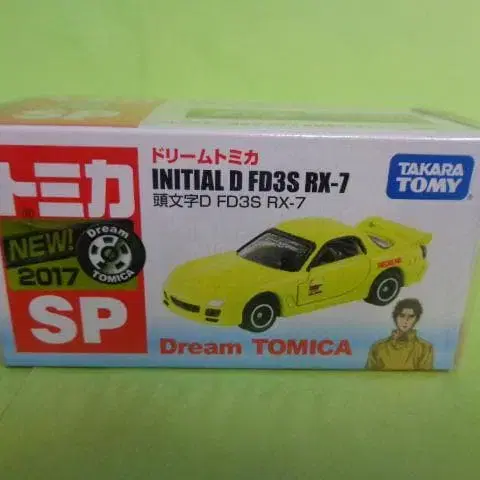 トミカ
NEW!
2017
Dream
TOMICA
SP
ドリームトミカ
INITIAL D FD3S RX-7
頭文字D FD3S RX-7
TAKARA
TOMY
Dream TOMICA